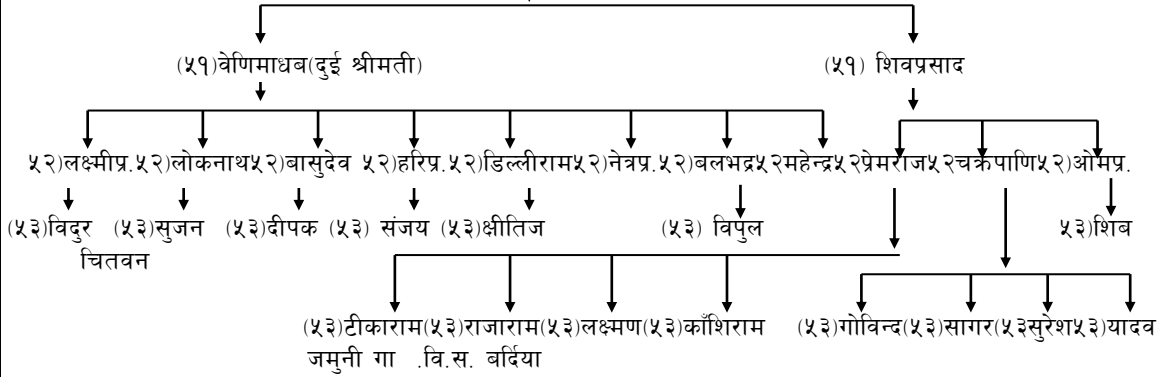 (५१)वेणिमाधब(दुई श्रीमती) (५१) शिवप्रसाद
५२)लक्ष्मीप्र.५२)लोकनाथ५२)बासुदेव ५२)हरिप्र.५२)डिल्लीराम५२)नेत्रप्र.५२)बलभद्र५२महेन्द्र५२प्रेमराज५२चक्रपाणि५२)ओमप्र.
(५३)विदुर (५३)सुजन (५३)दीपक (५३) संजय (५३)क्षीतिज (५३) विपुल ५३)शिब
चितवन
(५३)टीकाराम(५३)राजाराम(५३)लक्ष्मण(५३)काँशिराम (५३)गोविन्द(५३)सागर(५३सुरेश५३)यादव
जमुनी गा .वि.स. बर्दिया